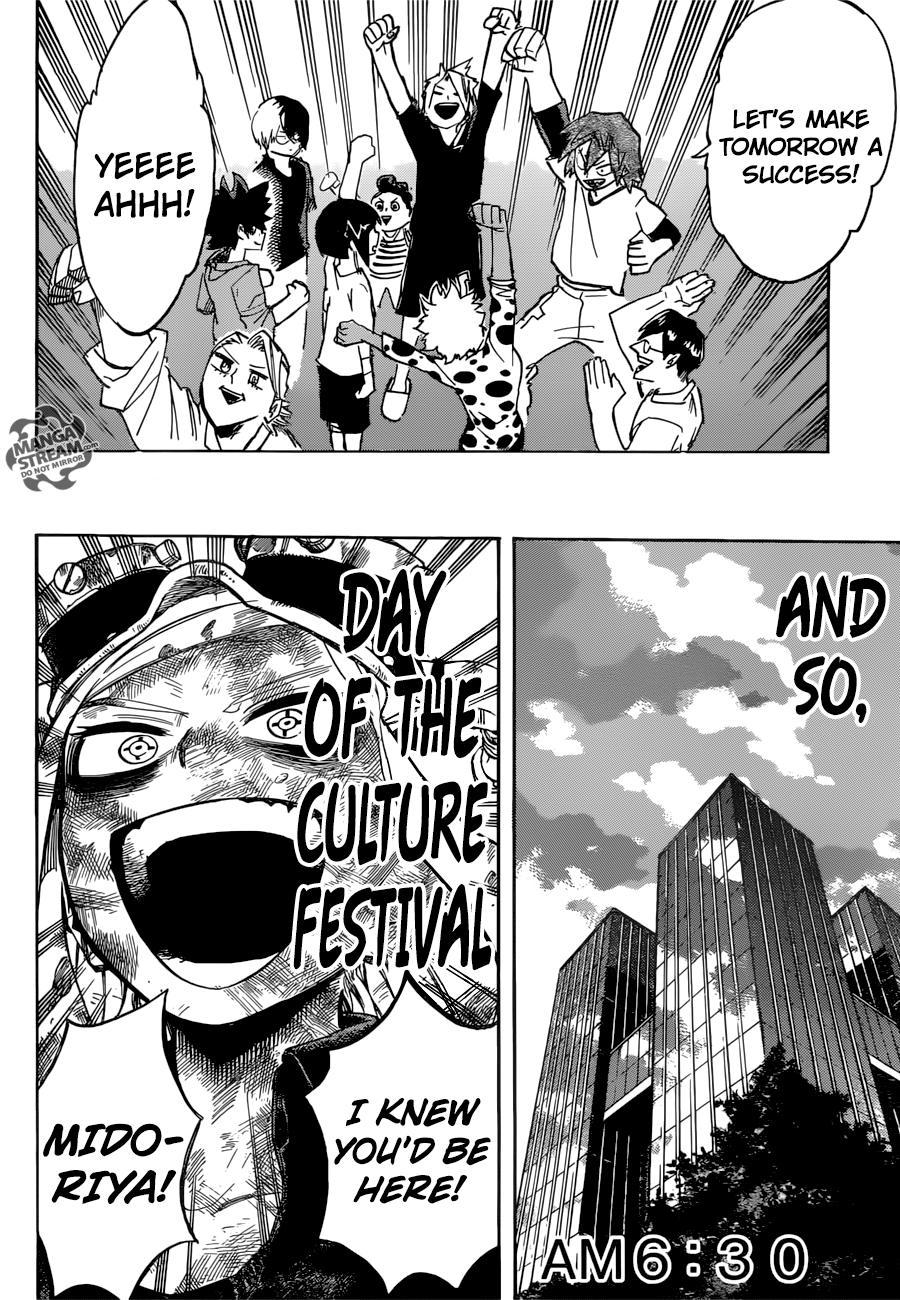 LET'S MAKE
TOMORROW A
SUCCESS!
YEEEE
AHHH!
MANGA
STREAM.com
DO NOT MIRROR
AND
SO,
AM6:30
DAY
OF THE
CULTURE
FESTIVAL
I KNEW
YOU'D BE
HERE!
MIDO-
RIYA!